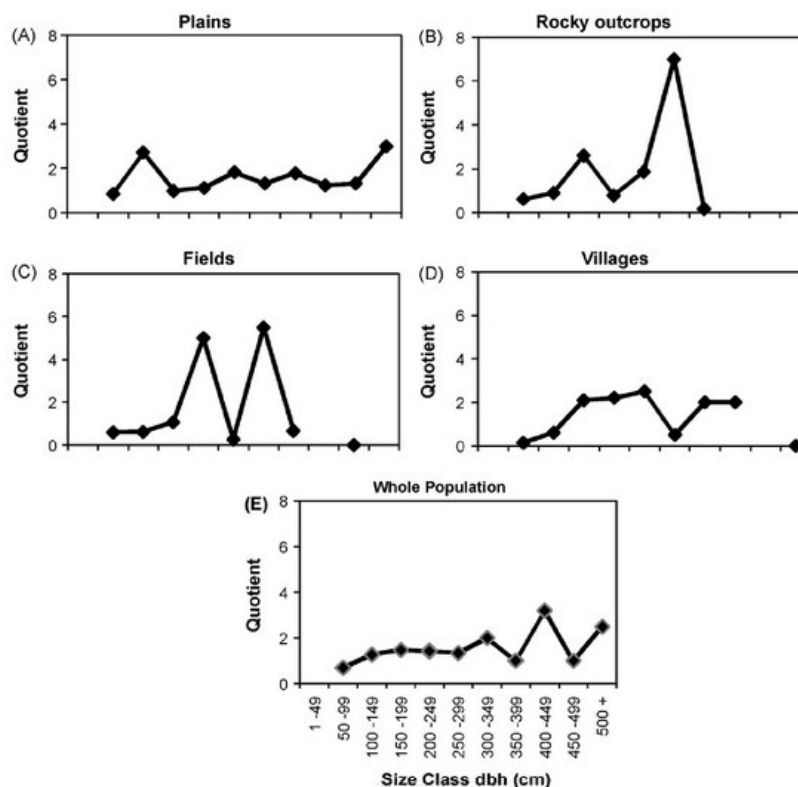 Plains
(A)
8
6
4
2
0
Quotient
Rocky outcrops
(B)
8
6
4
2
0
Quotient
Fields
(C)
8
6
4
2
0
Quotient
Villages
(D)
8
6
4
2
0
Quotient
Whole Population
(E)
8
6
4
2
0
Quotient
1 -49
50 -99
100 -149
150 -199
200 -249
250 -299
300 -349
350 -399
400 -449
450 -499
500 +
Size Class dbh (cm)